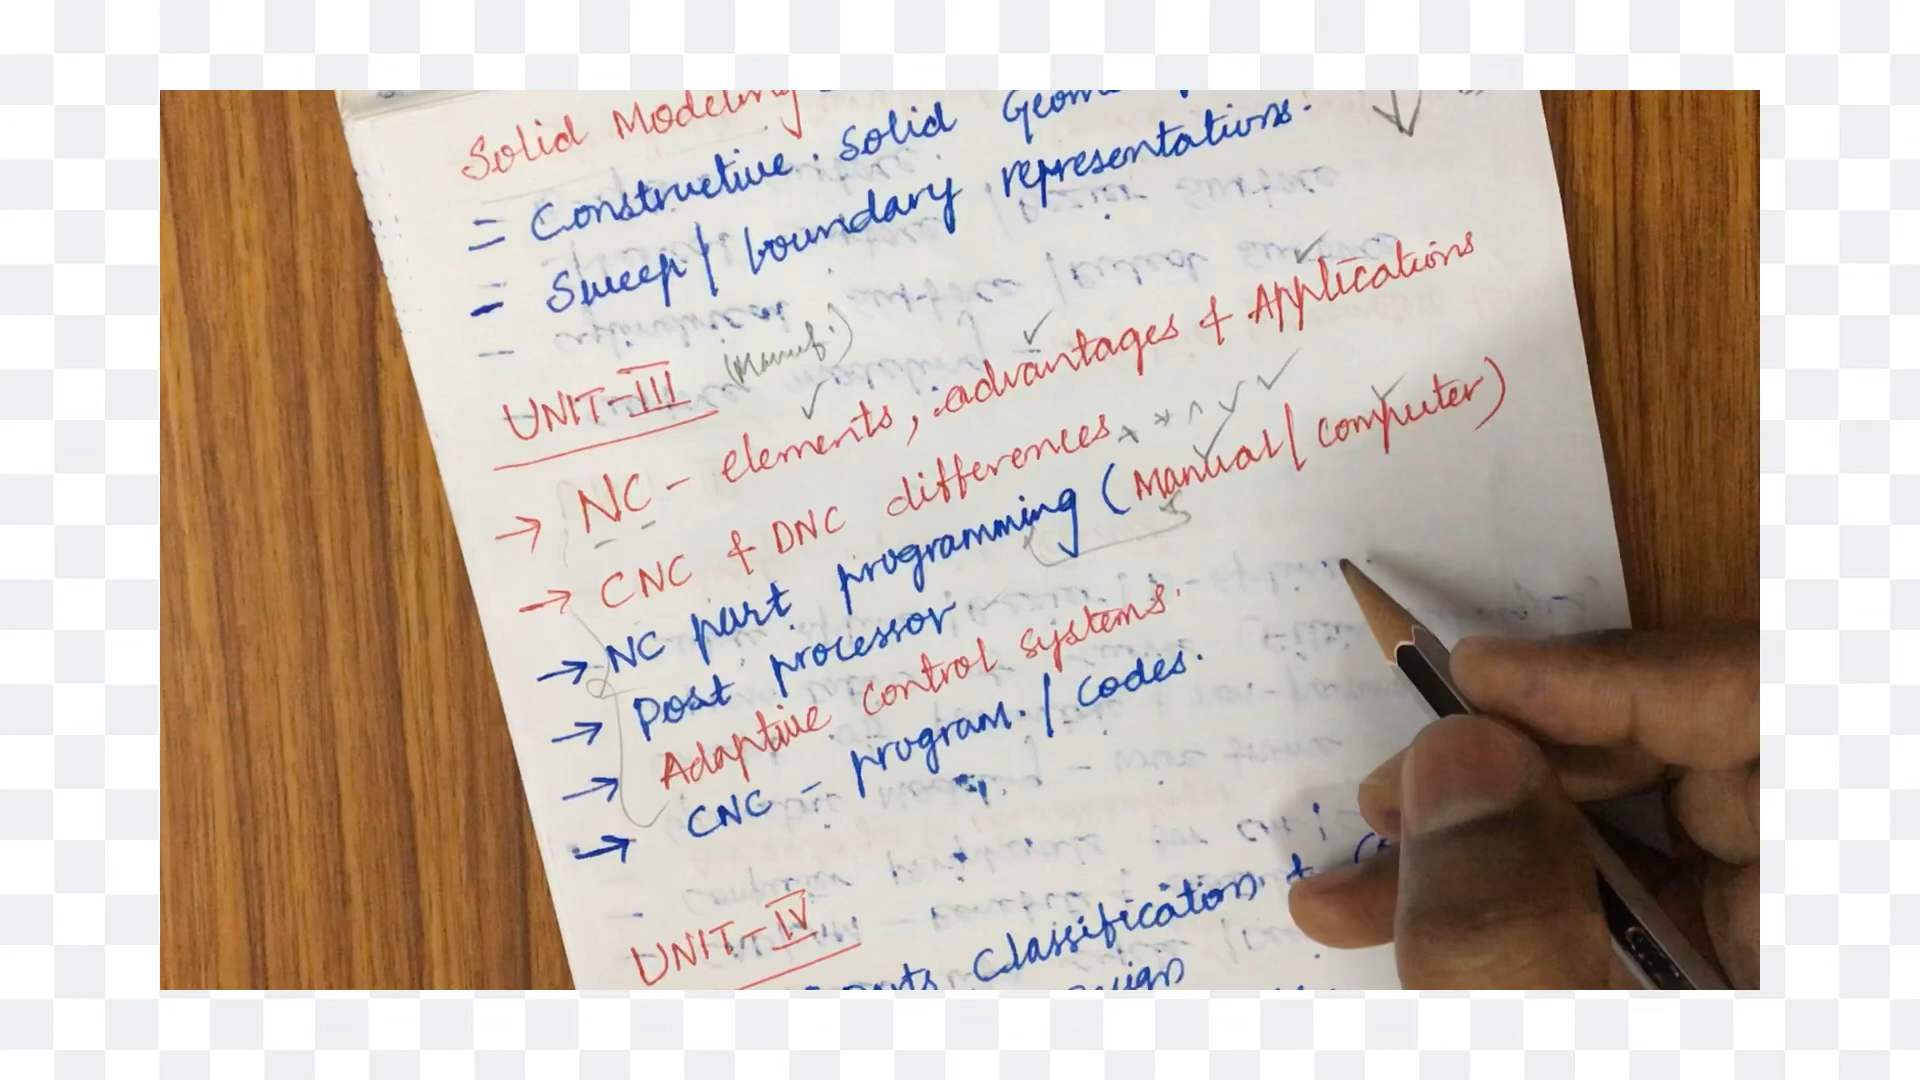 Solid Modeling
= Constructive. Solid Geom
- Sweep/ boundary representations.
UNIT-III (Manuf.)
→ NC - elements, advantages & Applications
→ CNC & DNC differences
→ NC part programming (Manual/ computer)
→ Post processor
→ Adaptive control systems.
→ CNC - program. / codes.
UNIT-IV
Classification &